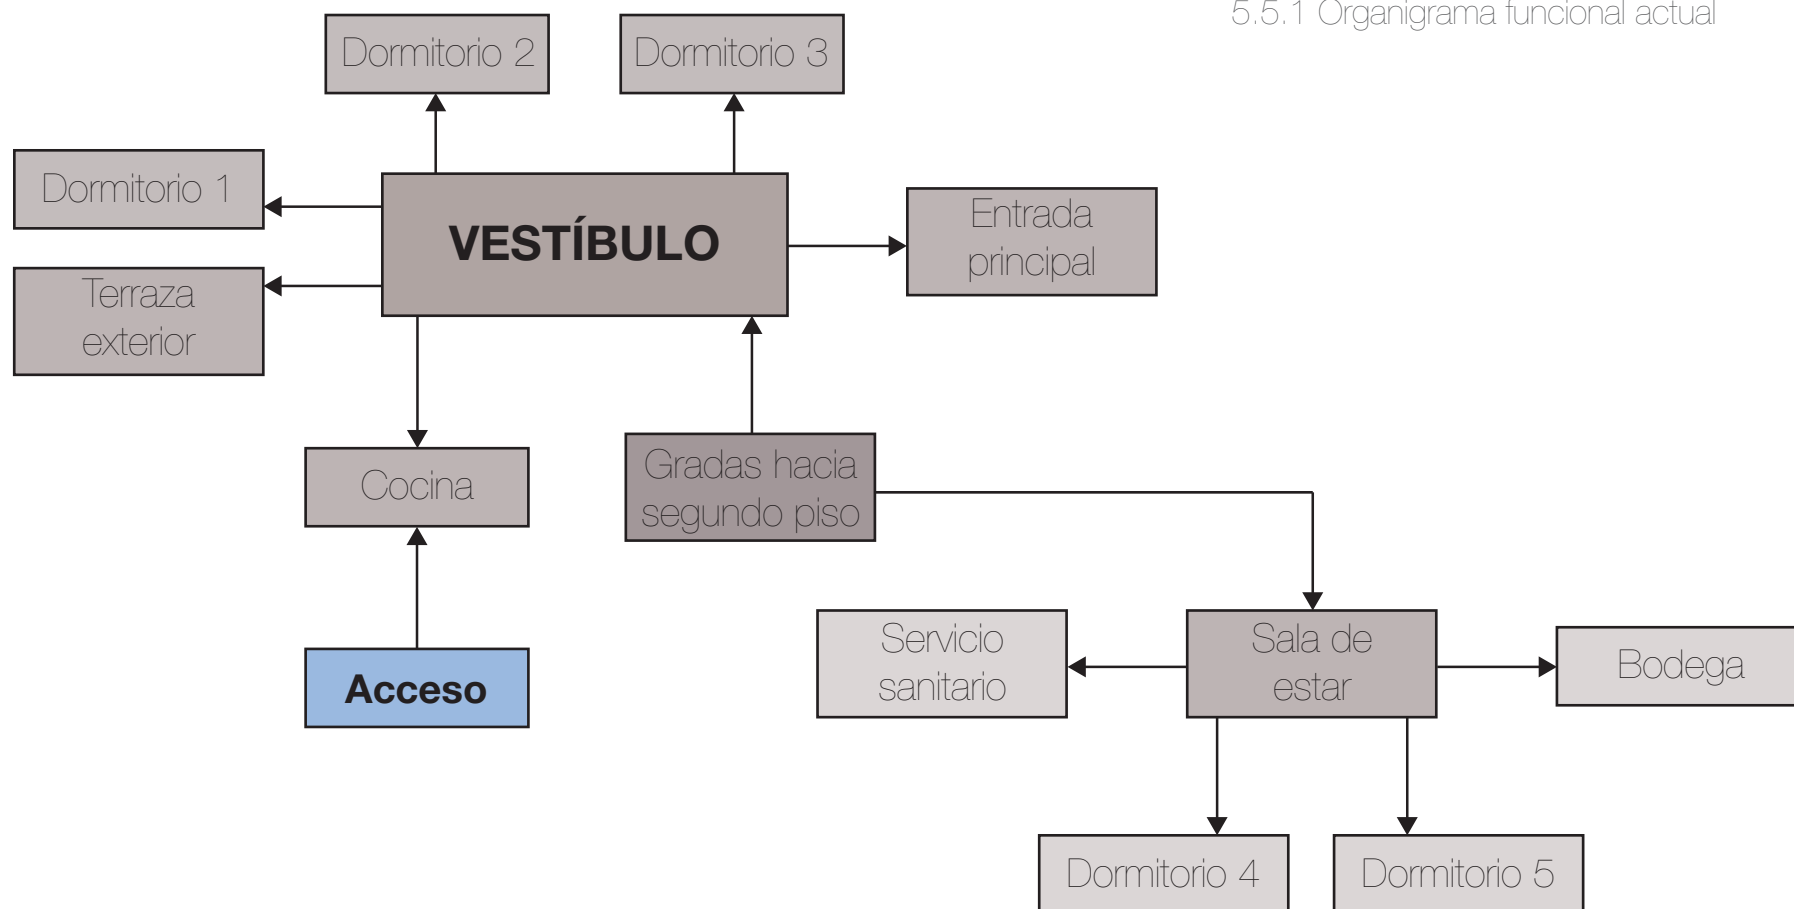 5.5.1 Organigrama funcional actual
Dormitorio 2
Dormitorio 3
Dormitorio 1
VESTÍBULO
Entrada
principal
Terraza
exterior
Cocina
Gradas hacia
segundo piso
Acceso
Servicio
sanitario
Sala de
estar
Bodega
Dormitorio 4
Dormitorio 5